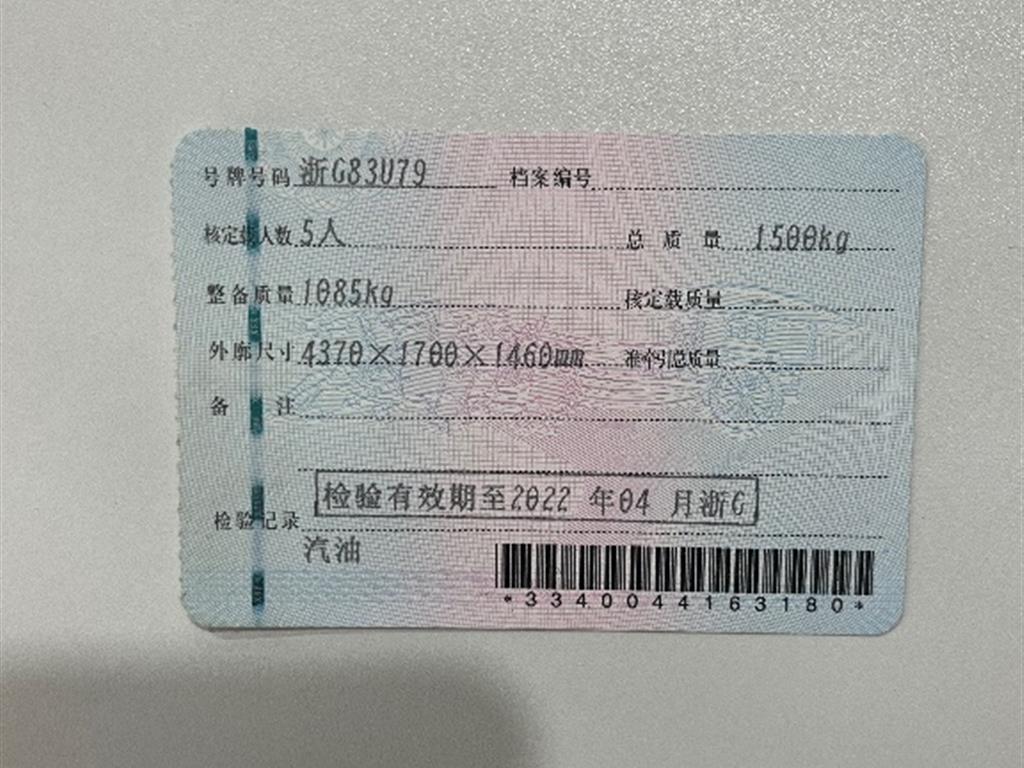 号牌号码 浙G83U79 档案编号
核定载人数 5人 总质量 1500kg
整备质量 1085kg 核定载质量 --
外廓尺寸 4370×1700×1460mm 准牵引总质量 --
备注
检验有效期至2022年04月浙G
检验记录
汽油
*3340044163180*